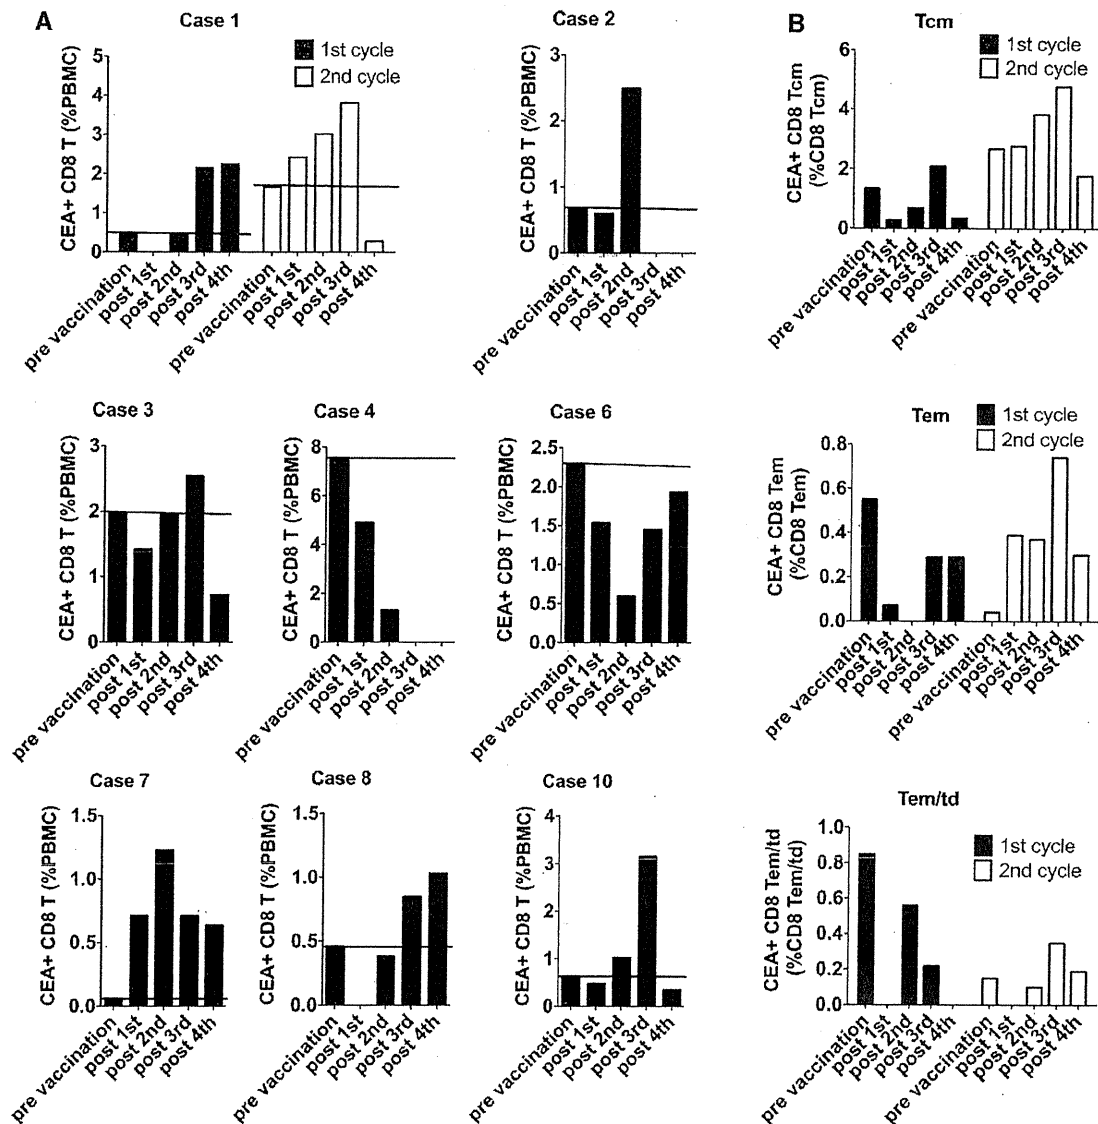 A
Case 1
1st cycle
2nd cycle
CEA+ CD8 T (%PBMC)
5
4
3
2
1
0
pre vaccination
post 1st
post 2nd
post 3rd
post 4th
pre vaccination
post 1st
post 2nd
post 3rd
post 4th
Case 2
CEA+ CD8 T (%PBMC)
3
2
1
0
pre vaccination
post 1st
post 2nd
post 3rd
post 4th
B
Tcm
1st cycle
2nd cycle
CEA+ CD8 Tcm
(%CD8 Tcm)
6
4
2
0
pre vaccination
post 1st
post 2nd
post 3rd
post 4th
pre vaccination
post 1st
post 2nd
post 3rd
post 4th
Case 3
CEA+ CD8 T (%PBMC)
3
2
1
0
pre vaccination
post 1st
post 2nd
post 3rd
post 4th
Case 4
CEA+ CD8 T (%PBMC)
8
6
4
2
0
pre vaccination
post 1st
post 2nd
post 3rd
post 4th
Case 6
CEA+ CD8 T (%PBMC)
2.5
2.0
1.5
1.0
0.5
0.0
pre vaccination
post 1st
post 2nd
post 3rd
post 4th
Tem
1st cycle
2nd cycle
CEA+ CD8 Tem
(%CD8 Tem)
0.8
0.6
0.4
0.2
0.0
pre vaccination
post 1st
post 2nd
post 3rd
post 4th
pre vaccination
post 1st
post 2nd
post 3rd
post 4th
Case 7
CEA+ CD8 T (%PBMC)
1.5
1.0
0.5
0.0
pre vaccination
post 1st
post 2nd
post 3rd
post 4th
Case 8
CEA+ CD8 T (%PBMC)
1.5
1.0
0.5
0.0
pre vaccination
post 1st
post 2nd
post 3rd
post 4th
Case 10
CEA+ CD8 T (%PBMC)
4
3
2
1
0
pre vaccination
post 1st
post 2nd
post 3rd
post 4th
Tem/td
1st cycle
2nd cycle
CEA+ CD8 Tem/td
(%CD8 Tem/td)
1.0
0.8
0.6
0.4
0.2
0.0
pre vaccination
post 1st
post 2nd
post 3rd
post 4th
pre vaccination
post 1st
post 2nd
post 3rd
post 4th